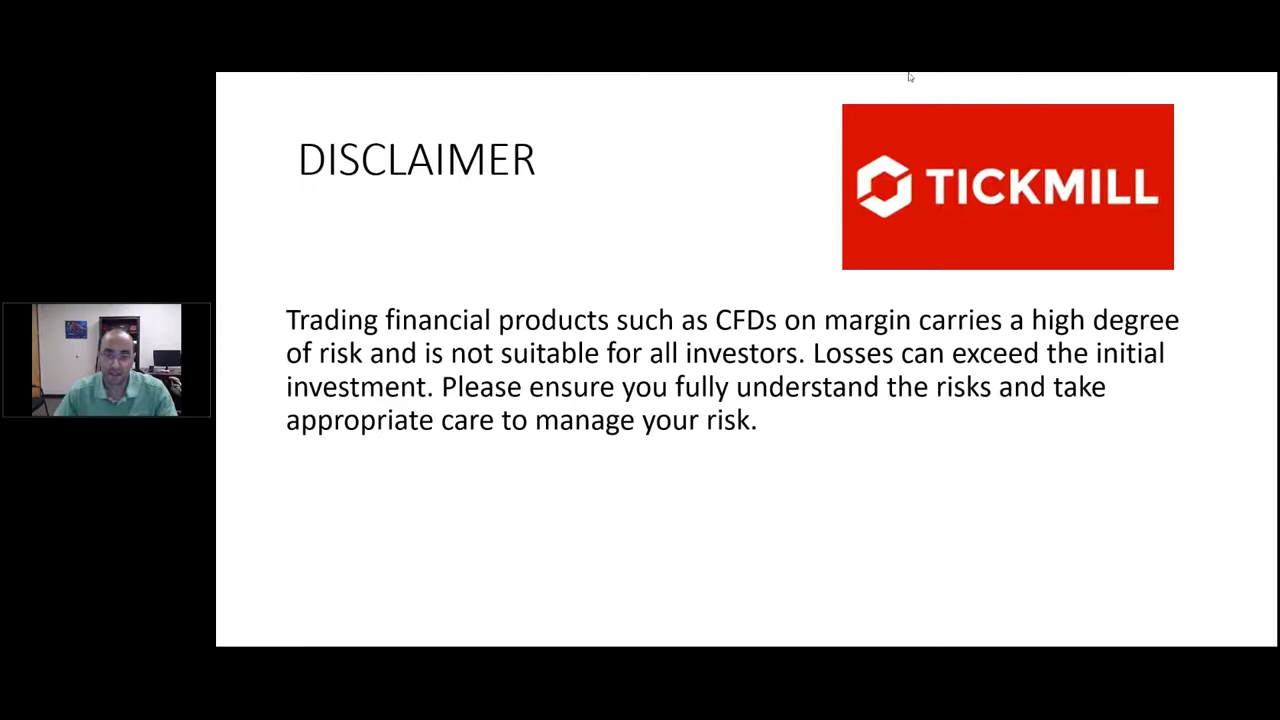 DISCLAIMER
TICKMILL
Trading financial products such as CFDs on margin carries a high degree
of risk and is not suitable for all investors. Losses can exceed the initial
investment. Please ensure you fully understand the risks and take
appropriate care to manage your risk.